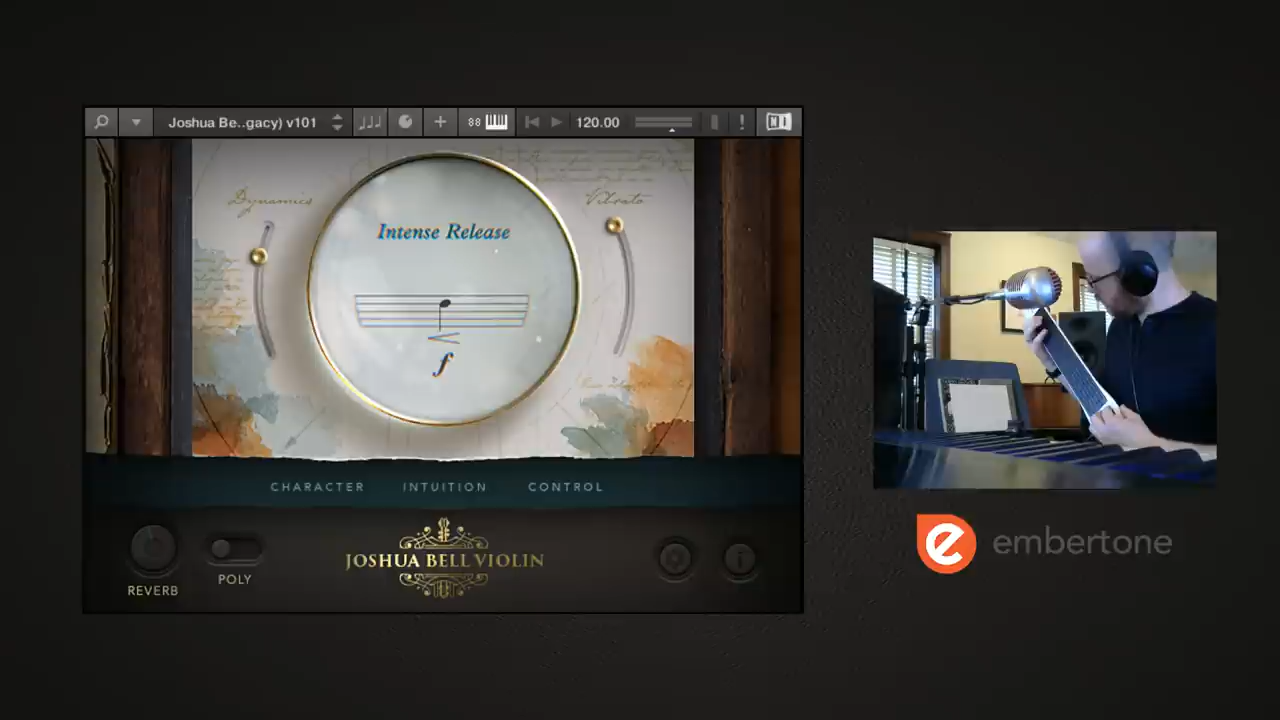 Joshua Be..gacy) v101
88
120.00
Dynamics
Vibrato
Intense Release
f
CHARACTER
INTUITION
CONTROL
REVERB
POLY
JOSHUA BELL VIOLIN
e embertone